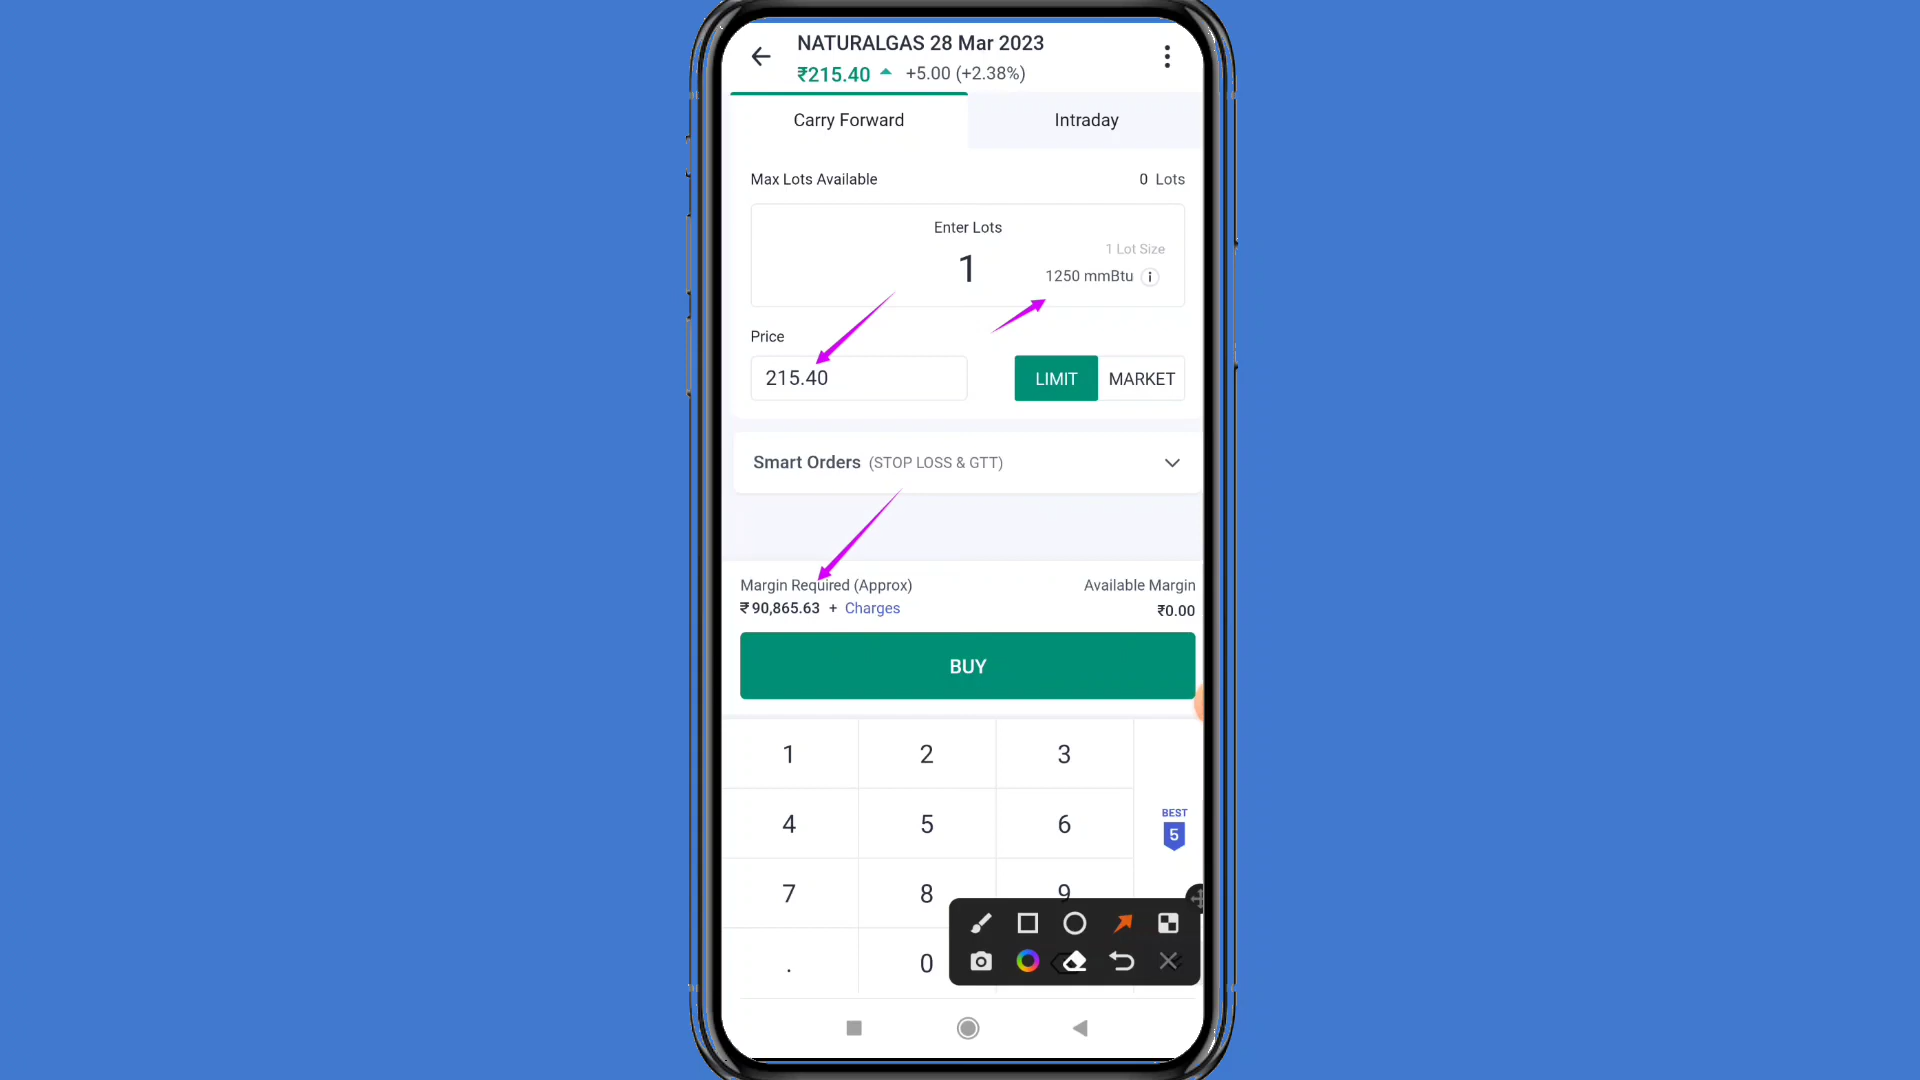 NATURALGAS 28 Mar 2023
₹215.40 +5.00 (+2.38%)
Carry Forward Intraday
Max Lots Available 0 Lots
Enter Lots
1 Lot Size
1 1250 mmBtu i
Price
215.40 LIMIT MARKET
Smart Orders (STOP LOSS & GTT)
Margin Required (Approx) Available Margin
₹90,865.63 + Charges ₹0.00
BUY
1 2 3
4 5 6
BEST
5
7 8 9
. 0